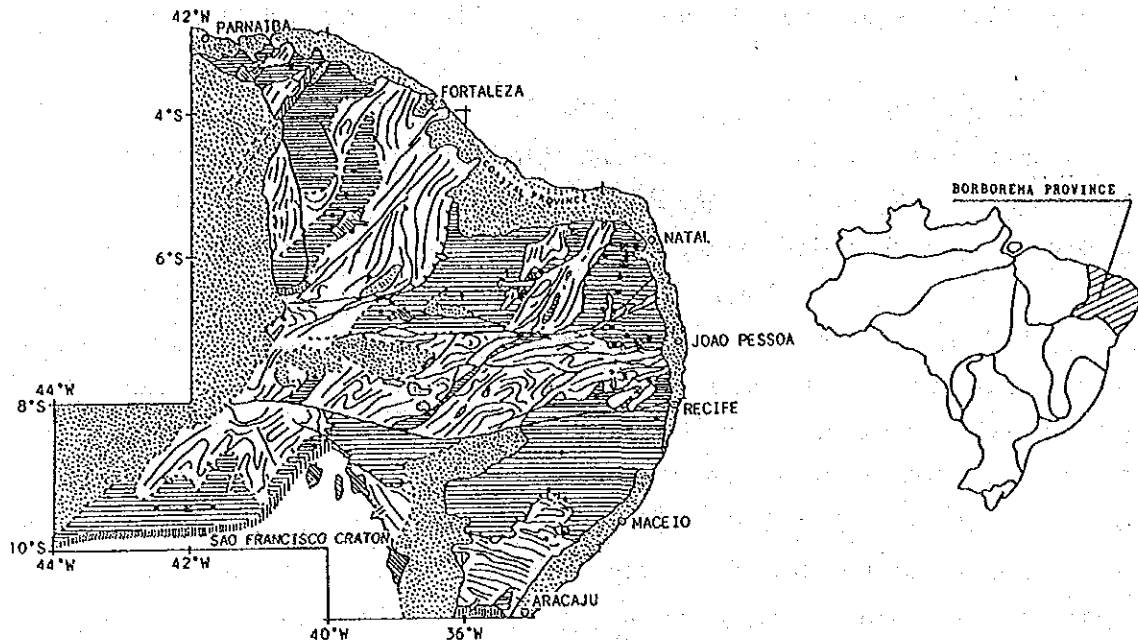 42°W
PARNAIBA
FORTALEZA
4°S
COSTAL PROVINCE
BORBOREMA PROVINCE
NATAL
6°S
JOAO PESSOA
44°W
8°S
RECIFE
MACEIO
SAO FRANCISCO CRATON
10°S
44°W
42°W
ARACAJU
40°W
36°W